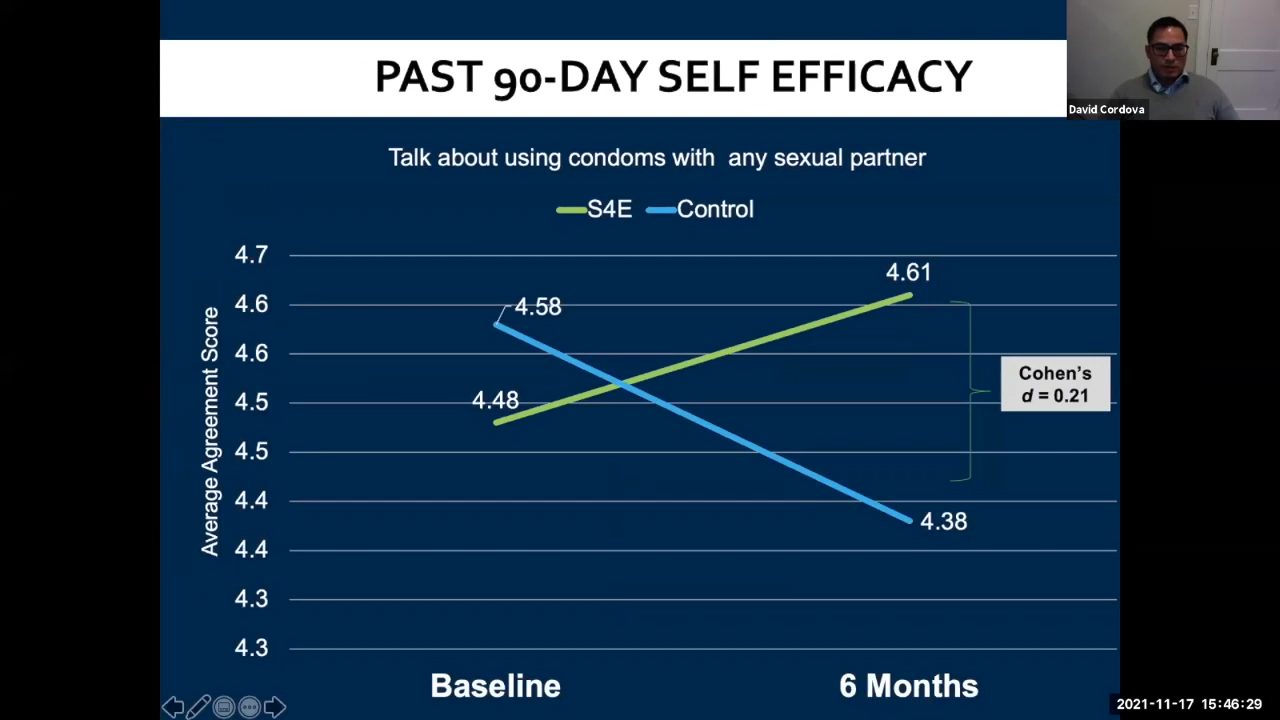 PAST 90-DAY SELF EFFICACY
David Cordova
Talk about using condoms with any sexual partner
S4E Control
4.7
4.6
4.6
4.5
4.5
4.4
4.4
4.3
4.3
Average Agreement Score
4.58
4.48
4.61
4.38
Cohen's
d = 0.21
Baseline
6 Months
2021-11-17 15:46:29